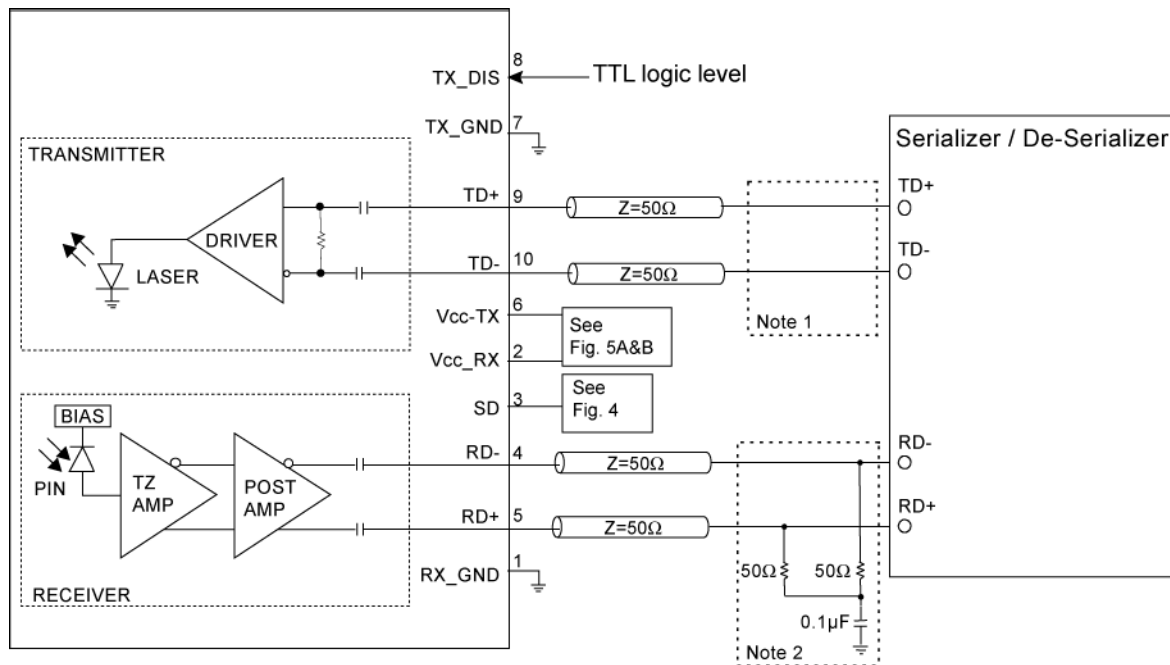 8
TX_DIS
TTL logic level
7
TX_GND
Serializer / De-Serializer
TRANSMITTER
TD+
9
Z=50Ω
TD+
DRIVER
LASER
TD-
10
Z=50Ω
TD-
Note 1
Vcc-TX
6
See
Fig. 5A&B
Vcc_RX
2
SD
3
See
Fig. 4
BIAS
PIN
TZ
AMP
POST
AMP
RD-
4
Z=50Ω
RD-
RD+
5
Z=50Ω
RD+
RX_GND
1
RECEIVER
50Ω
50Ω
0.1µF
Note 2